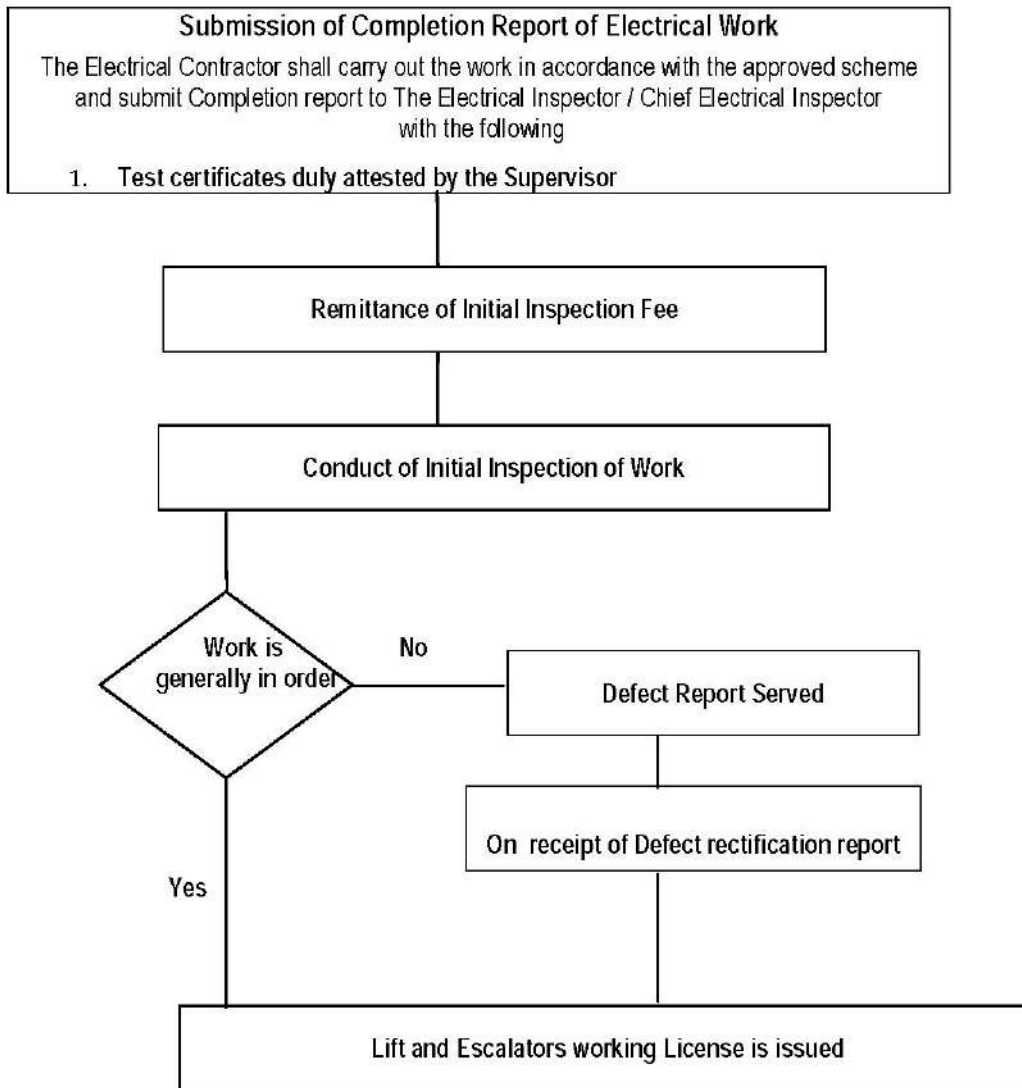 Submission of Completion Report of Electrical Work
The Electrical Contractor shall carry out the work in accordance with the approved scheme
and submit Completion report to The Electrical Inspector / Chief Electrical Inspector
with the following
1. Test certificates duly attested by the Supervisor
Remittance of Initial Inspection Fee
Conduct of Initial Inspection of Work
Work is
generally in order
No
Defect Report Served
On receipt of Defect rectification report
Yes
Lift and Escalators working License is issued